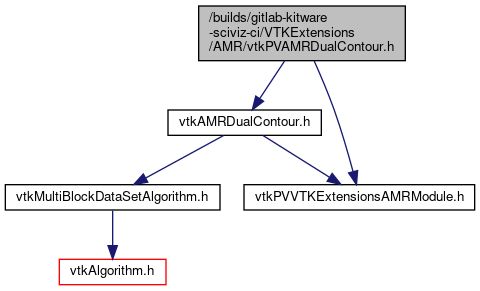 /builds/gitlab-kitware
-sciviz-ci/VTKExtensions
/AMR/vtkPVAMRDualContour.h
vtkAMRDualContour.h
vtkMultiBlockDataSetAlgorithm.h
vtkPVVTKExtensionsAMRModule.h
vtkAlgorithm.h